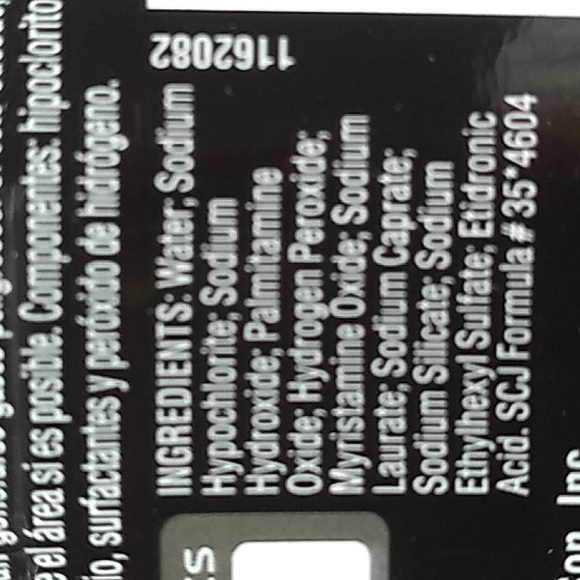 e el área si es posible. Componentes: hipoclorito
io, surfactantes y peróxido de hidrógeno.
1162082
INGREDIENTS: Water; Sodium
Hypochlorite; Sodium
Hydroxide; Palmitamine
Oxide; Hydrogen Peroxide;
Myristamine Oxide; Sodium
Laurate; Sodium Caprate;
Sodium Silicate; Sodium
Ethylhexyl Sulfate; Etidronic
Acid. SCJ Formula # 35*4604
on, Inc.